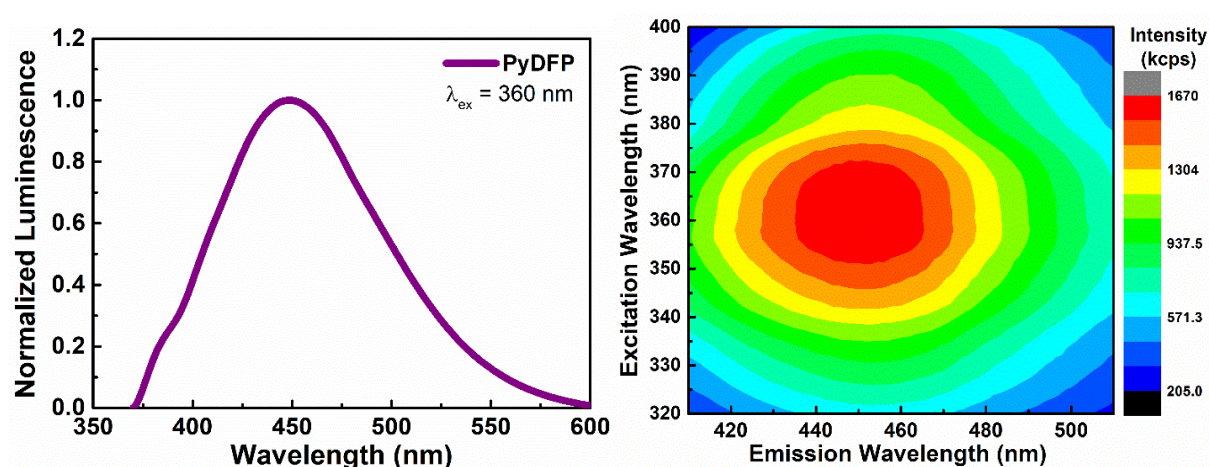 1.2
1.0
0.8
0.6
0.4
0.2
0.0
Normalized Luminescence
PyDFP
λex = 360 nm
350 400 450 500 550 600
Wavelength (nm)
400
390
380
370
360
350
340
330
320
Excitation Wavelength (nm)
420 440 460 480 500
Emission Wavelength (nm)
Intensity
(kcps)
1670
1304
937.5
571.3
205.0